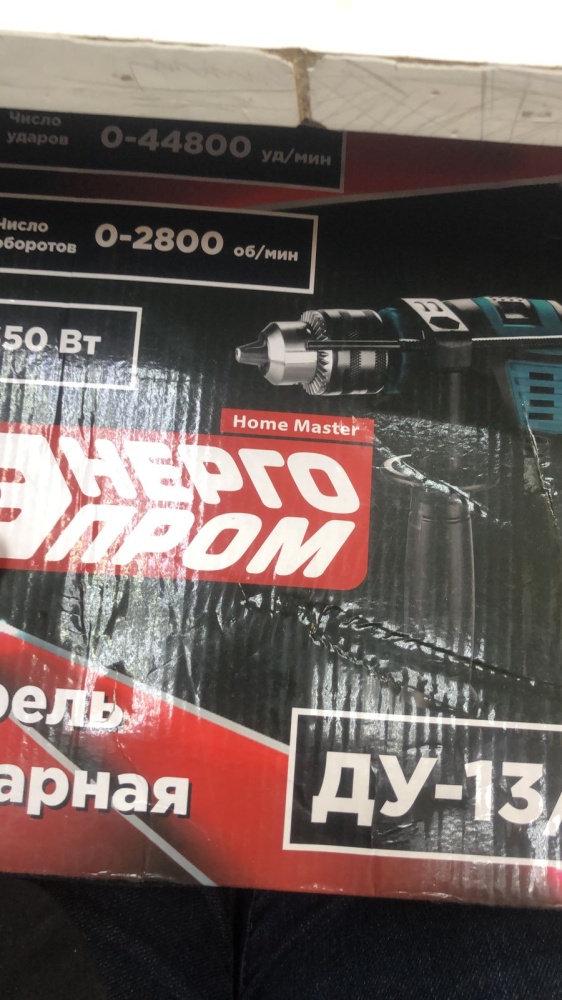 Число
ударов 0-44800 уд/мин
Число
оборотов 0-2800 об/мин
50 Вт
Home Master
ЭНЕРГО
ПРОМ
рель
арная
ДУ-13/